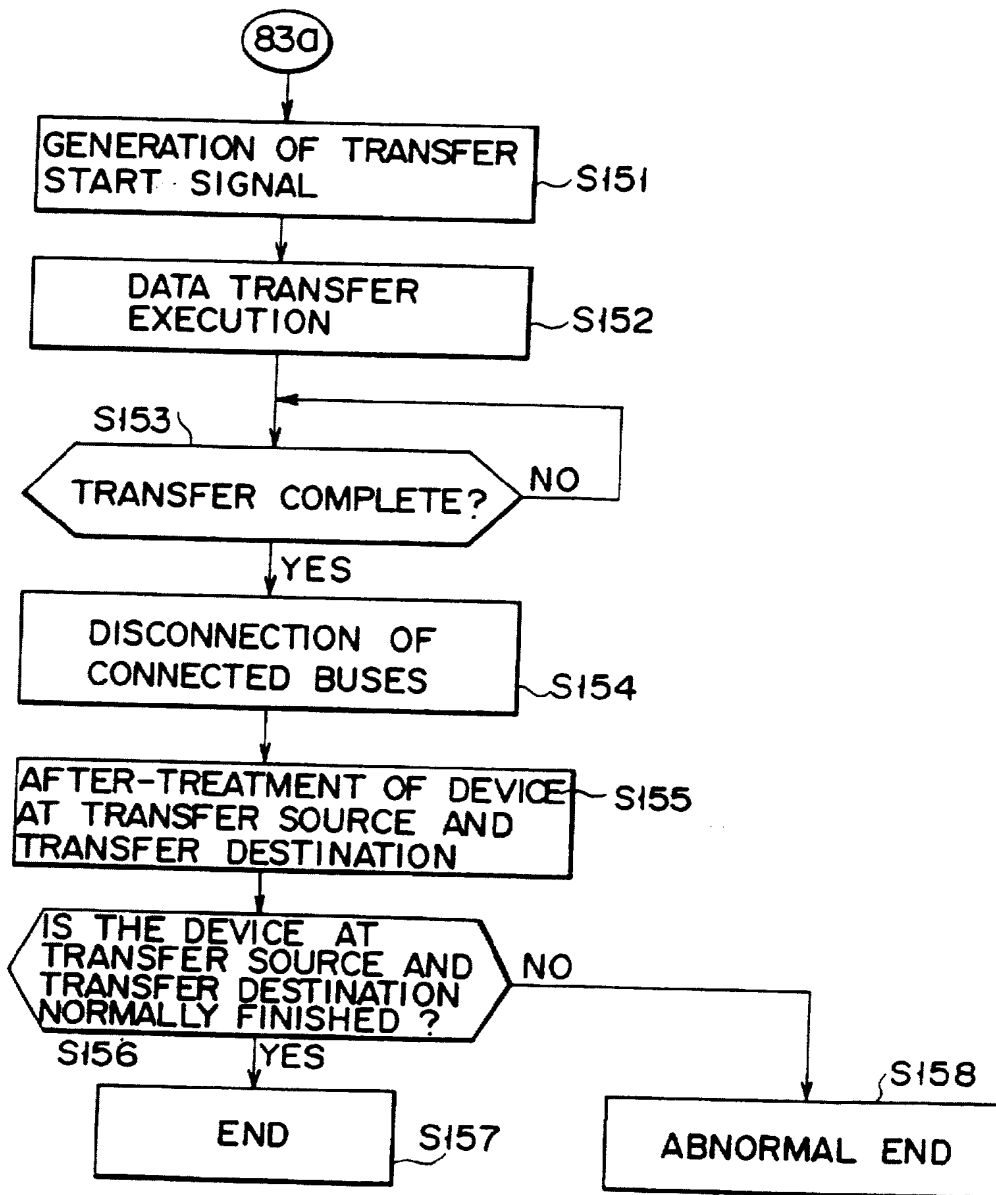 83a
GENERATION OF TRANSFER
START SIGNAL
S151
DATA TRANSFER
EXECUTION
S152
S153
TRANSFER COMPLETE?
NO
YES
DISCONNECTION OF
CONNECTED BUSES
S154
AFTER-TREATMENT OF DEVICE
AT TRANSFER SOURCE AND
TRANSFER DESTINATION
S155
IS THE DEVICE AT
TRANSFER SOURCE AND
TRANSFER DESTINATION
NORMALLY FINISHED ?
NO
S156
YES
END
S157
S158
ABNORMAL END